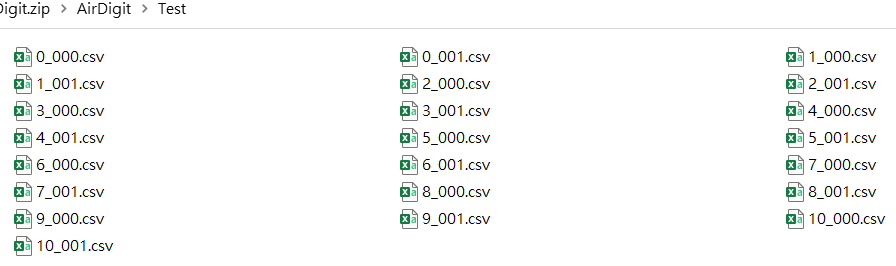 Digit.zip > AirDigit > Test
0_000.csv 0_001.csv 1_000.csv
1_001.csv 2_000.csv 2_001.csv
3_000.csv 3_001.csv 4_000.csv
4_001.csv 5_000.csv 5_001.csv
6_000.csv 6_001.csv 7_000.csv
7_001.csv 8_000.csv 8_001.csv
9_000.csv 9_001.csv 10_000.csv
10_001.csv